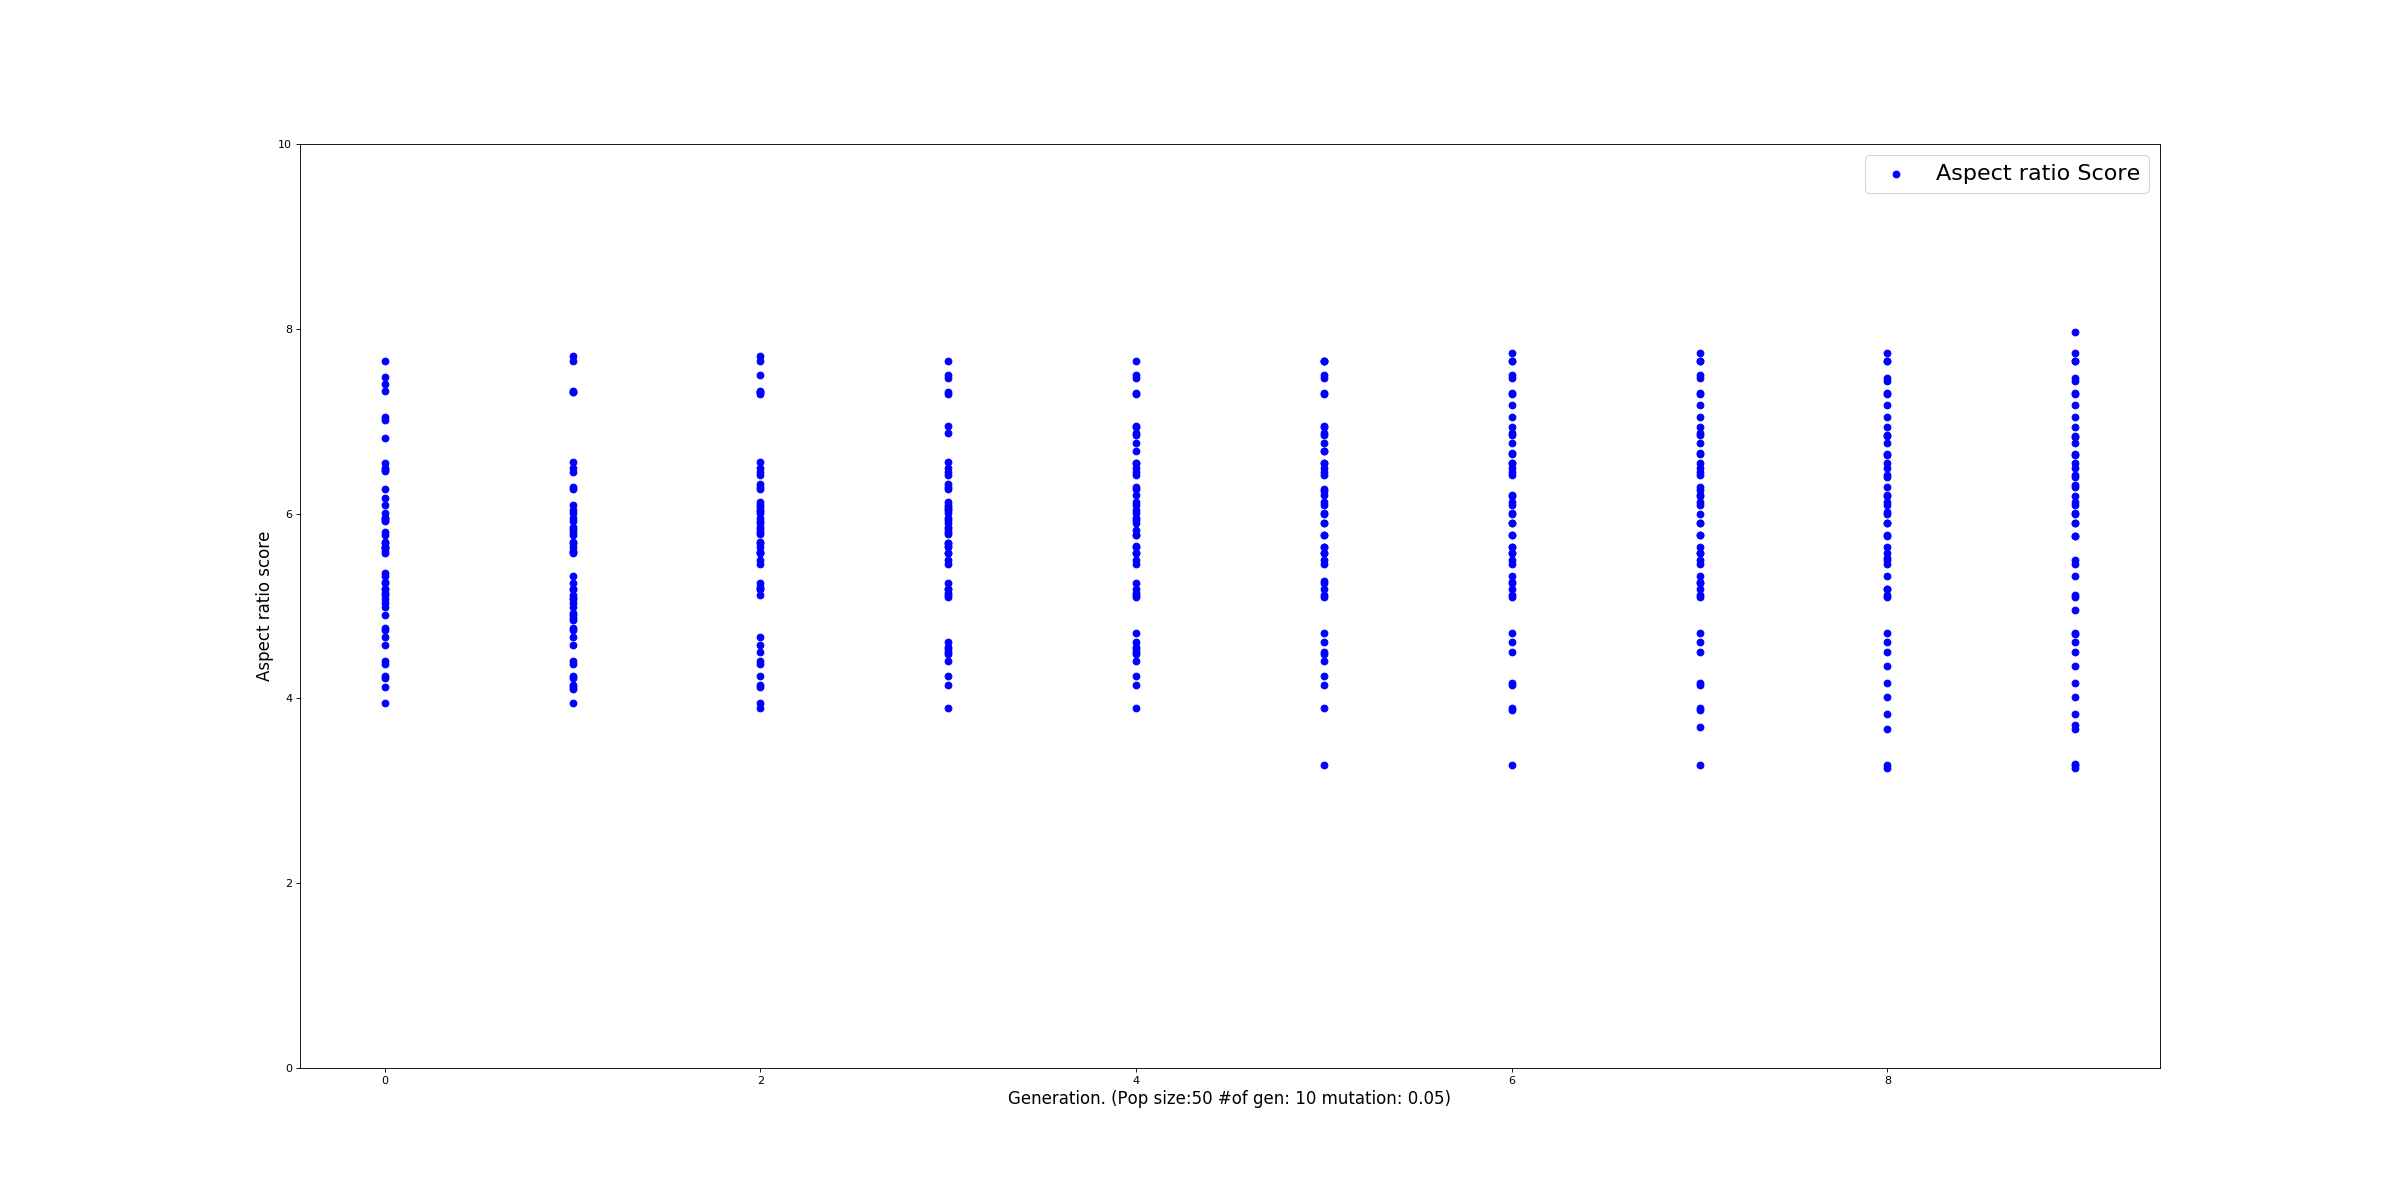 10
Aspect ratio Score
8
6
Aspect ratio score
4
2
0
0 2 4 6 8
Generation. (Pop size:50 #of gen: 10 mutation: 0.05)